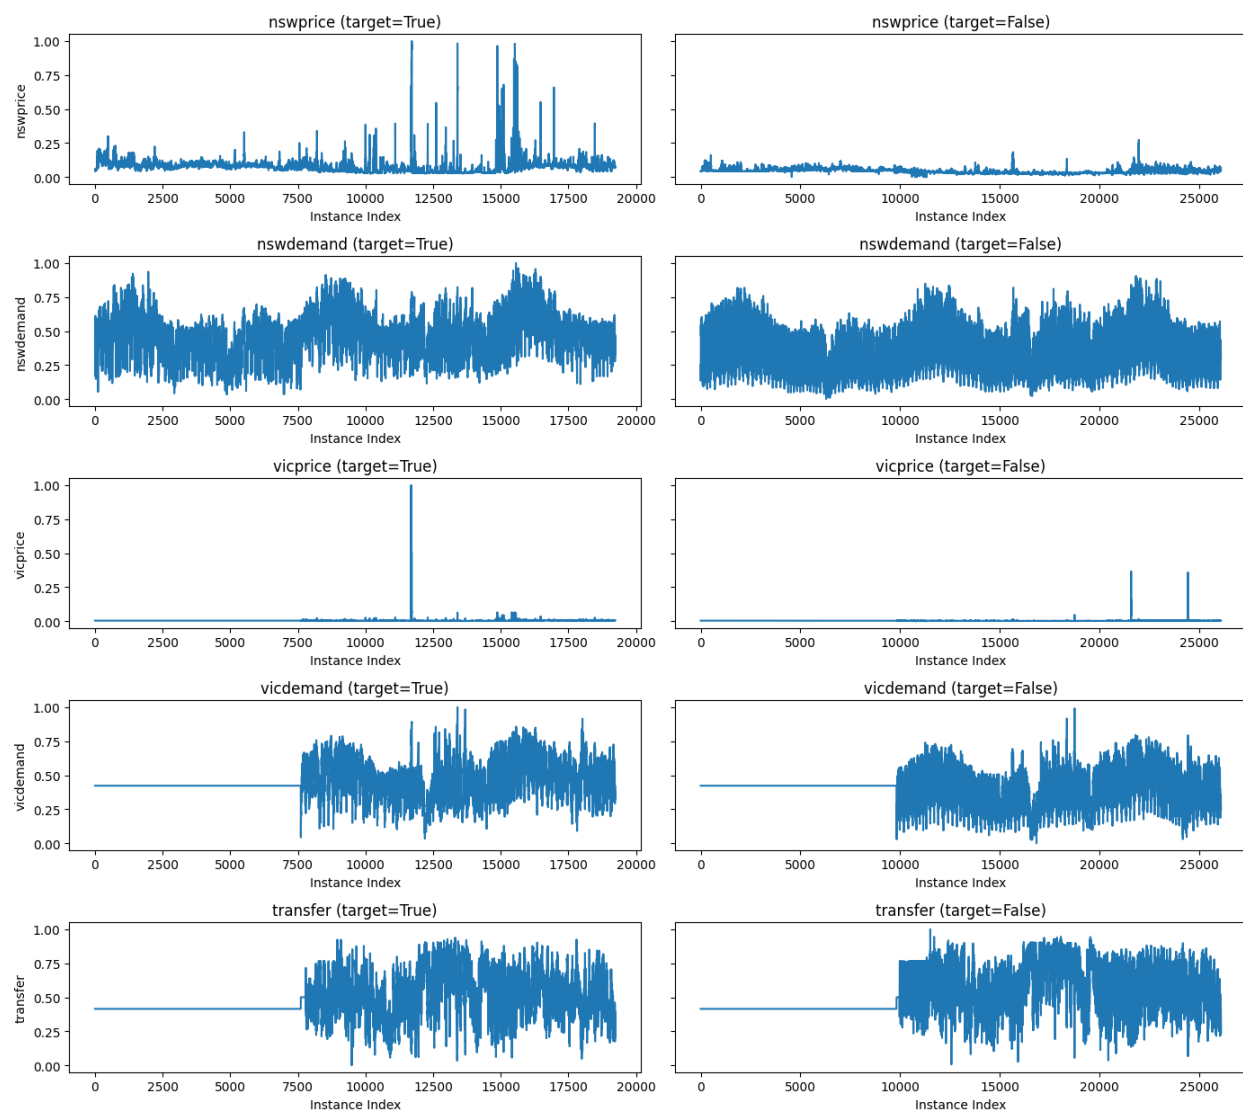 nswprice (target=True)
nswprice (target=False)
nswprice
1.00
0.75
0.50
0.25
0.00
0 2500 5000 7500 10000 12500 15000 17500 20000
0 5000 10000 15000 20000 25000
Instance Index
Instance Index
nswdemand (target=True)
nswdemand (target=False)
nswdemand
1.00
0.75
0.50
0.25
0.00
0 2500 5000 7500 10000 12500 15000 17500 20000
0 5000 10000 15000 20000 25000
Instance Index
Instance Index
vicprice (target=True)
vicprice (target=False)
vicprice
1.00
0.75
0.50
0.25
0.00
0 2500 5000 7500 10000 12500 15000 17500 20000
0 5000 10000 15000 20000 25000
Instance Index
Instance Index
vicdemand (target=True)
vicdemand (target=False)
vicdemand
1.00
0.75
0.50
0.25
0.00
0 2500 5000 7500 10000 12500 15000 17500 20000
0 5000 10000 15000 20000 25000
Instance Index
Instance Index
transfer (target=True)
transfer (target=False)
transfer
1.00
0.75
0.50
0.25
0.00
0 2500 5000 7500 10000 12500 15000 17500 20000
0 5000 10000 15000 20000 25000
Instance Index
Instance Index